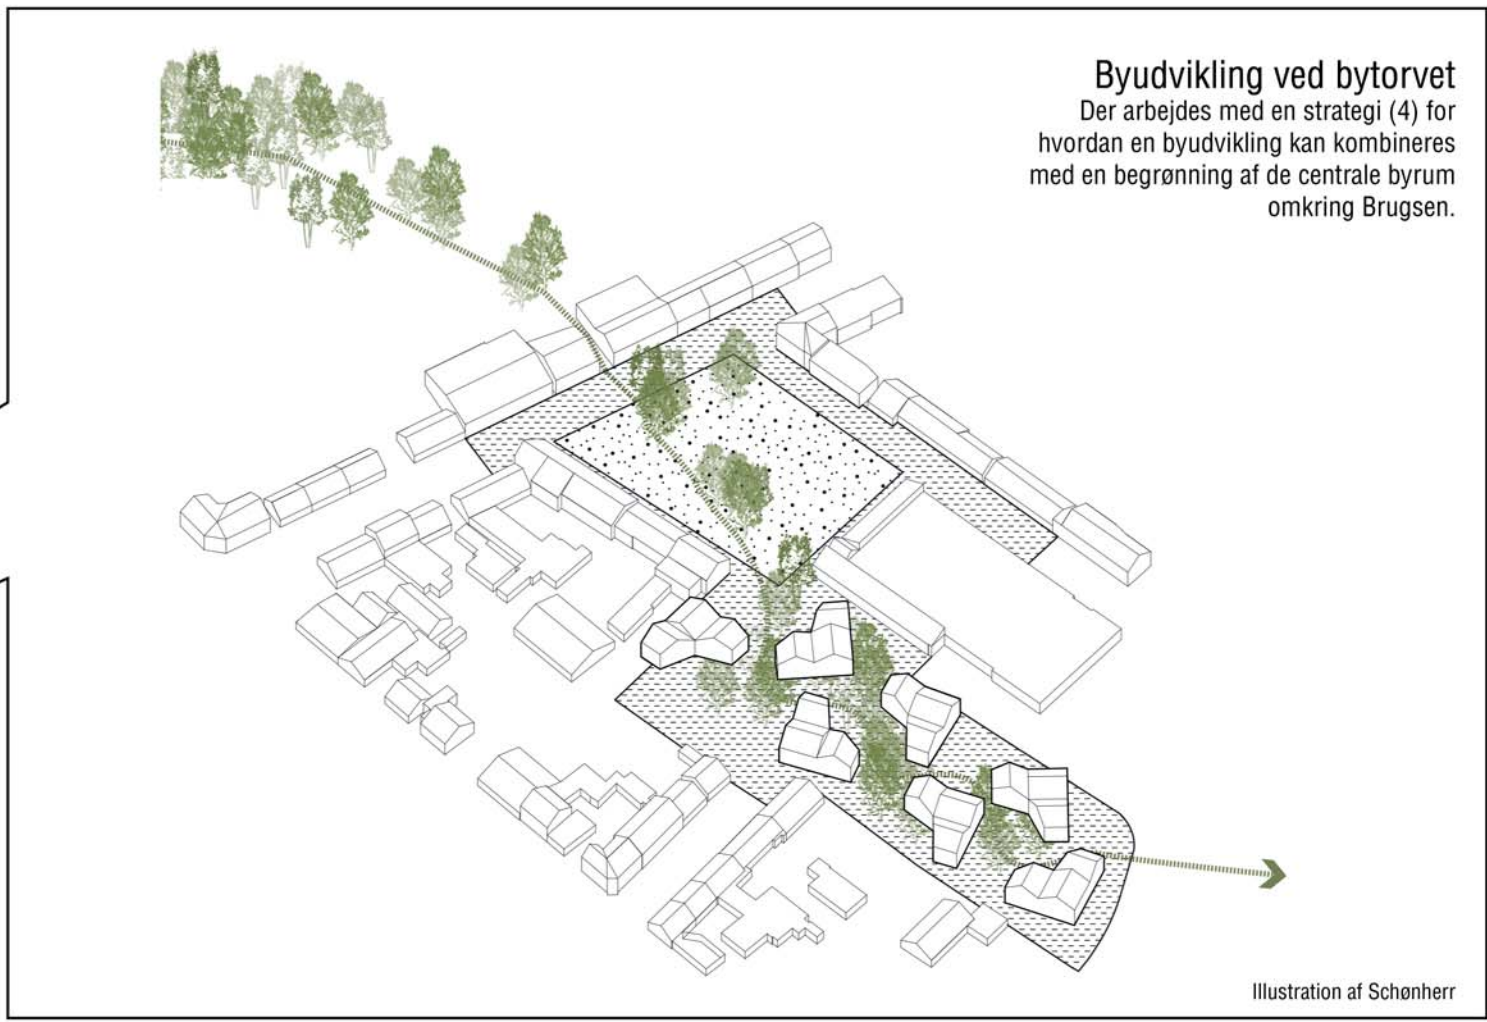 Byudvikling ved bytorvet
Der arbejdes med en strategi (4) for
hvordan en byudvikling kan kombineres
med en begrønning af de centrale byrum
omkring Brugsen.
Illustration af Schønherr